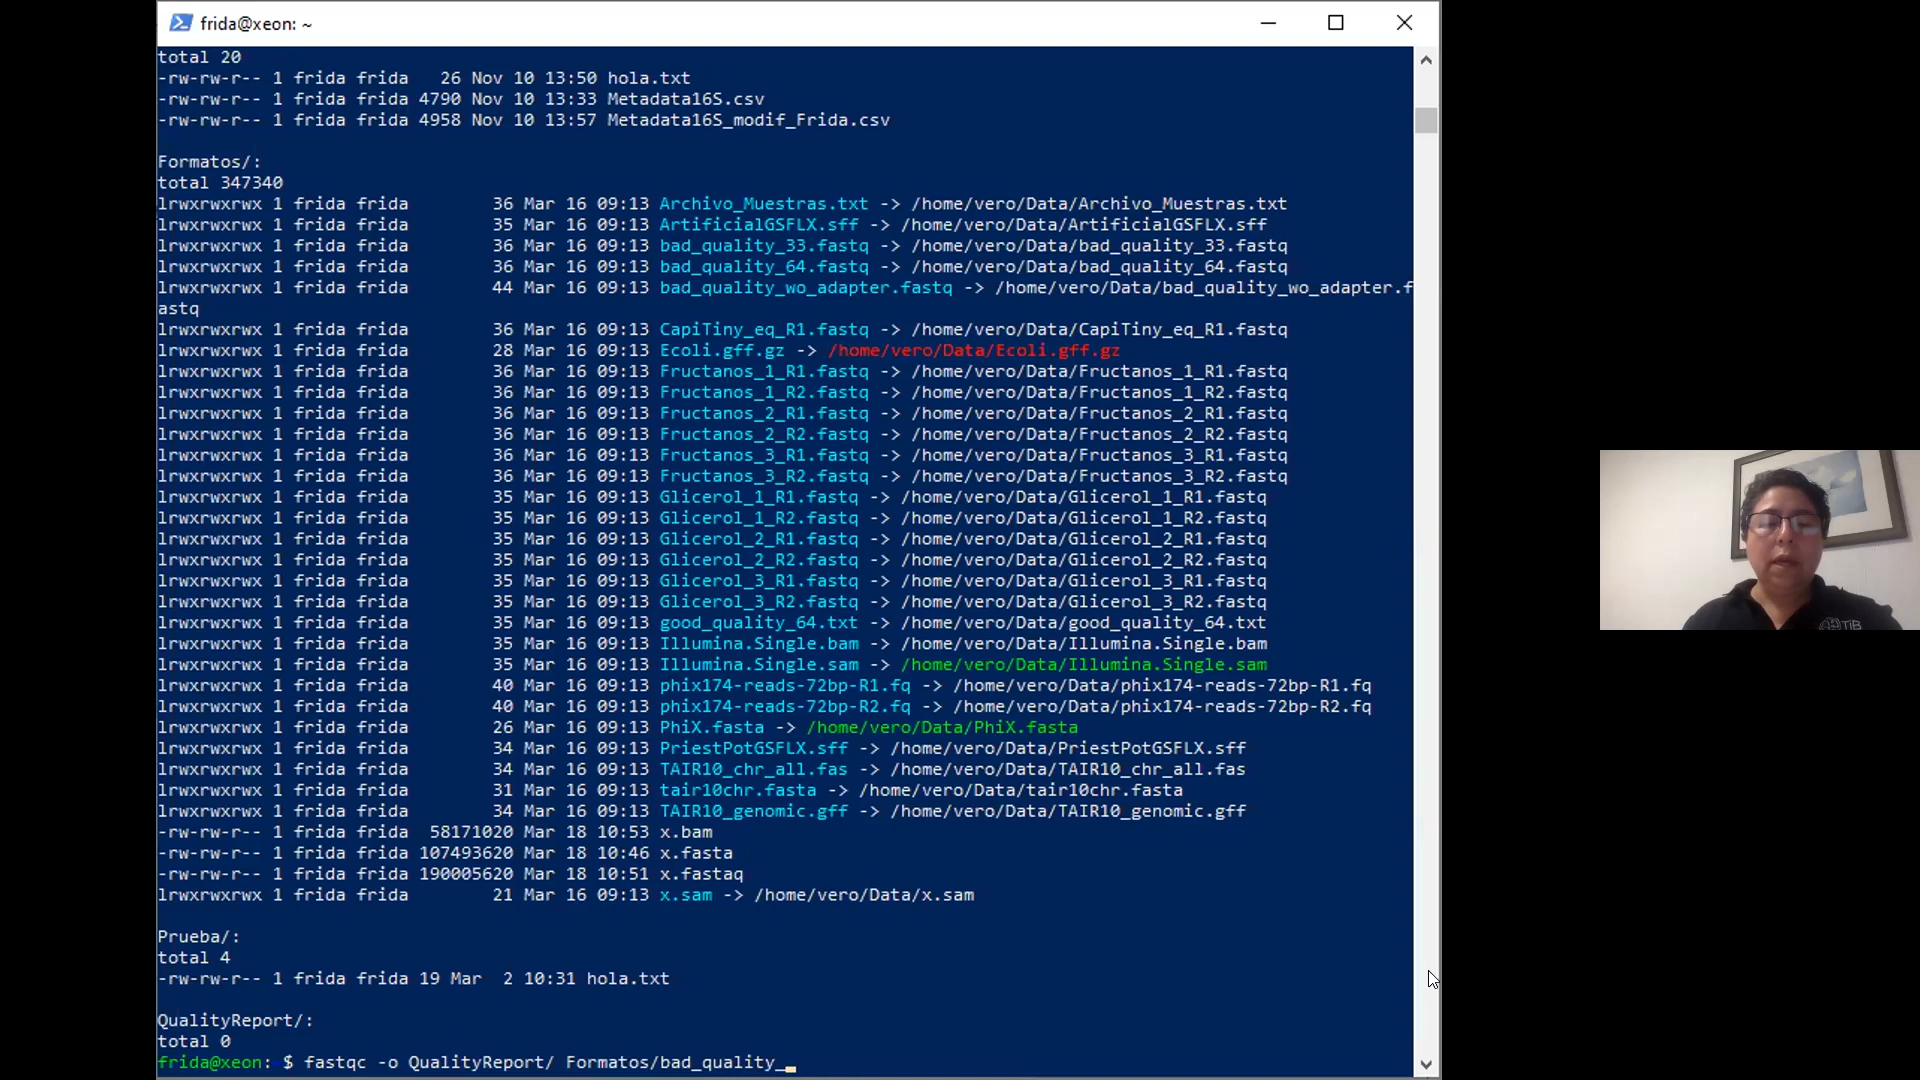 frida@xeon: ~
total 20
-rw-rw-r-- 1 frida frida   26 Nov 10 13:50 hola.txt
-rw-rw-r-- 1 frida frida 4790 Nov 10 13:33 Metadata16S.csv
-rw-rw-r-- 1 frida frida 4958 Nov 10 13:57 Metadata16S_modif_Frida.csv
Formatos/:
total 347340
lrwxrwxrwx 1 frida frida        36 Mar 16 09:13 Archivo_Muestras.txt -> /home/vero/Data/Archivo_Muestras.txt
lrwxrwxrwx 1 frida frida        35 Mar 16 09:13 ArtificialGSFLX.sff -> /home/vero/Data/ArtificialGSFLX.sff
lrwxrwxrwx 1 frida frida        36 Mar 16 09:13 bad_quality_33.fastq -> /home/vero/Data/bad_quality_33.fastq
lrwxrwxrwx 1 frida frida        36 Mar 16 09:13 bad_quality_64.fastq -> /home/vero/Data/bad_quality_64.fastq
lrwxrwxrwx 1 frida frida        44 Mar 16 09:13 bad_quality_wo_adapter.fastq -> /home/vero/Data/bad_quality_wo_adapter.f
astq
lrwxrwxrwx 1 frida frida        36 Mar 16 09:13 CapiTiny_eq_R1.fastq -> /home/vero/Data/CapiTiny_eq_R1.fastq
lrwxrwxrwx 1 frida frida        28 Mar 16 09:13 Ecoli.gff.gz -> /home/vero/Data/Ecoli.gff.gz
lrwxrwxrwx 1 frida frida        36 Mar 16 09:13 Fructanos_1_R1.fastq -> /home/vero/Data/Fructanos_1_R1.fastq
lrwxrwxrwx 1 frida frida        36 Mar 16 09:13 Fructanos_1_R2.fastq -> /home/vero/Data/Fructanos_1_R2.fastq
lrwxrwxrwx 1 frida frida        36 Mar 16 09:13 Fructanos_2_R1.fastq -> /home/vero/Data/Fructanos_2_R1.fastq
lrwxrwxrwx 1 frida frida        36 Mar 16 09:13 Fructanos_2_R2.fastq -> /home/vero/Data/Fructanos_2_R2.fastq
lrwxrwxrwx 1 frida frida        36 Mar 16 09:13 Fructanos_3_R1.fastq -> /home/vero/Data/Fructanos_3_R1.fastq
lrwxrwxrwx 1 frida frida        36 Mar 16 09:13 Fructanos_3_R2.fastq -> /home/vero/Data/Fructanos_3_R2.fastq
lrwxrwxrwx 1 frida frida        35 Mar 16 09:13 Glicerol_1_R1.fastq -> /home/vero/Data/Glicerol_1_R1.fastq
lrwxrwxrwx 1 frida frida        35 Mar 16 09:13 Glicerol_1_R2.fastq -> /home/vero/Data/Glicerol_1_R2.fastq
lrwxrwxrwx 1 frida frida        35 Mar 16 09:13 Glicerol_2_R1.fastq -> /home/vero/Data/Glicerol_2_R1.fastq
lrwxrwxrwx 1 frida frida        35 Mar 16 09:13 Glicerol_2_R2.fastq -> /home/vero/Data/Glicerol_2_R2.fastq
lrwxrwxrwx 1 frida frida        35 Mar 16 09:13 Glicerol_3_R1.fastq -> /home/vero/Data/Glicerol_3_R1.fastq
lrwxrwxrwx 1 frida frida        35 Mar 16 09:13 Glicerol_3_R2.fastq -> /home/vero/Data/Glicerol_3_R2.fastq
lrwxrwxrwx 1 frida frida        35 Mar 16 09:13 good_quality_64.txt -> /home/vero/Data/good_quality_64.txt
lrwxrwxrwx 1 frida frida        35 Mar 16 09:13 Illumina.Single.bam -> /home/vero/Data/Illumina.Single.bam
lrwxrwxrwx 1 frida frida        35 Mar 16 09:13 Illumina.Single.sam -> /home/vero/Data/Illumina.Single.sam
lrwxrwxrwx 1 frida frida        40 Mar 16 09:13 phix174-reads-72bp-R1.fq -> /home/vero/Data/phix174-reads-72bp-R1.fq
lrwxrwxrwx 1 frida frida        40 Mar 16 09:13 phix174-reads-72bp-R2.fq -> /home/vero/Data/phix174-reads-72bp-R2.fq
lrwxrwxrwx 1 frida frida        26 Mar 16 09:13 PhiX.fasta -> /home/vero/Data/PhiX.fasta
lrwxrwxrwx 1 frida frida        34 Mar 16 09:13 PriestPotGSFLX.sff -> /home/vero/Data/PriestPotGSFLX.sff
lrwxrwxrwx 1 frida frida        34 Mar 16 09:13 TAIR10_chr_all.fas -> /home/vero/Data/TAIR10_chr_all.fas
lrwxrwxrwx 1 frida frida        31 Mar 16 09:13 tair10chr.fasta -> /home/vero/Data/tair10chr.fasta
lrwxrwxrwx 1 frida frida        34 Mar 16 09:13 TAIR10_genomic.gff -> /home/vero/Data/TAIR10_genomic.gff
-rw-rw-r-- 1 frida frida  58171020 Mar 18 10:53 x.bam
-rw-rw-r-- 1 frida frida 107493620 Mar 18 10:46 x.fasta
-rw-rw-r-- 1 frida frida 190005620 Mar 18 10:51 x.fastaq
lrwxrwxrwx 1 frida frida        21 Mar 16 09:13 x.sam -> /home/vero/Data/x.sam
Prueba/:
total 4
-rw-rw-r-- 1 frida frida 19 Mar  2 10:31 hola.txt
QualityReport/:
total 0
frida@xeon: $ fastqc -o QualityReport/ Formatos/bad_quality_
TiB